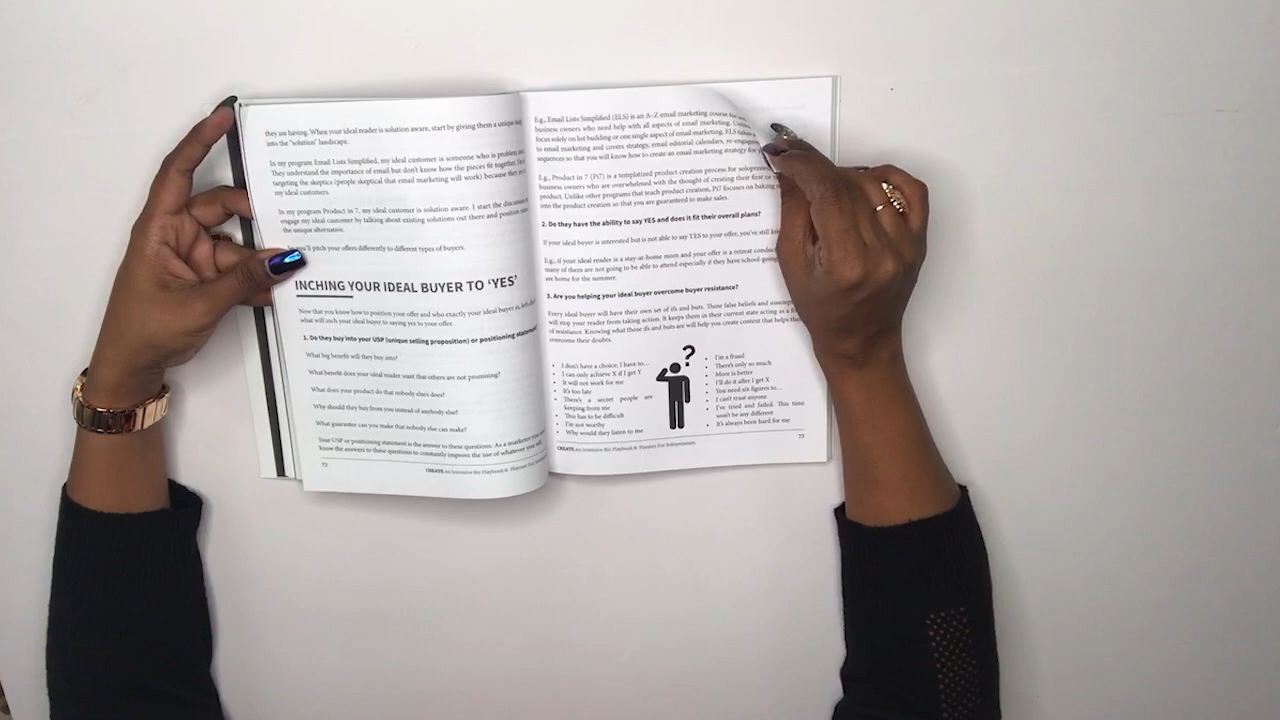 they are having. When your ideal reader is solution aware, start by giving them a unique
into the "solution" landscape.
In my program Email Lists Simplified, my ideal customer is someone who is problem
They understand the importance of email but don't know how the pieces fit together.
targeting the skeptics (people skeptical that email marketing will work) because they
my ideal customers.
In my program Product in 7, my ideal customer is solution aware. I start the
engage my ideal customer by talking about existing solutions out there and position
the unique alternative.
you'll pitch your offers differently to different types of buyers.
INCHING YOUR IDEAL BUYER TO ‘YES’
Now that you know how to position your offer and who exactly your ideal buyer is,
what will inch your ideal buyer to saying yes to your offer.
1. Do they buy into your USP (unique selling proposition) or positioning statement?
What big benefit will they buy into?
What benefit does your ideal reader want that others are not promising?
What does your product do that nobody else's does?
Why should they buy from you instead of anybody else?
What guarantee can you make that nobody else can make?
Your USP or positioning statement is the answer to these questions. As a marketer
know the answers to these questions to constantly improve the use of whatever you
72
CREATE An Intensive Biz Playbook & Planner For
E.g., Email Lists Simplified (ELS) is an A-Z email marketing course for
business owners who need help with all aspects of email marketing.
focus solely on list building or one single aspect of email marketing, ELS takes
to email marketing and covers strategy, email editorial calendars,
sequences so that you will know how to create an email marketing strategy for
E.g., Product in 7 (Pi7) is a templatized product creation process for
business owners who are overwhelmed with the thought of creating their first or
product. Unlike other programs that teach product creation, Pi7 focuses on baking
into the product creation so that you are guaranteed to make sales.
2. Do they have the ability to say YES and does it fit their overall plans?
If your ideal buyer is interested but is not able to say YES to your offer, you've still
E.g., if your ideal reader is a stay-at-home mom and your offer is a retreat
many of them are not going to be able to attend especially if they have
are home for the summer.
3. Are you helping your ideal buyer overcome buyer resistance?
Every ideal buyer will have their own set of ifs and buts. These false beliefs and
will stop your reader from taking action. It keeps them in their current state acting as a
of resistance. Knowing what those ifs and buts are will help you create content that helps
overcome their doubts.
• I don't have a choice, I have to…
• I can only achieve X if I get Y
• It will not work for me
• It's too late
• There's a secret people are
keeping from me
• This has to be difficult
• I'm not worthy
• Why would they listen to me
?
• I'm a fraud
• There's only so much
• More is better
• I'll do it after I get X
• You need six figures to…
• I can't trust anyone
• I've tried and failed. This time
won't be any different
• It's always been hard for me
CREATE An Intensive Biz Playbook & Planner For
73